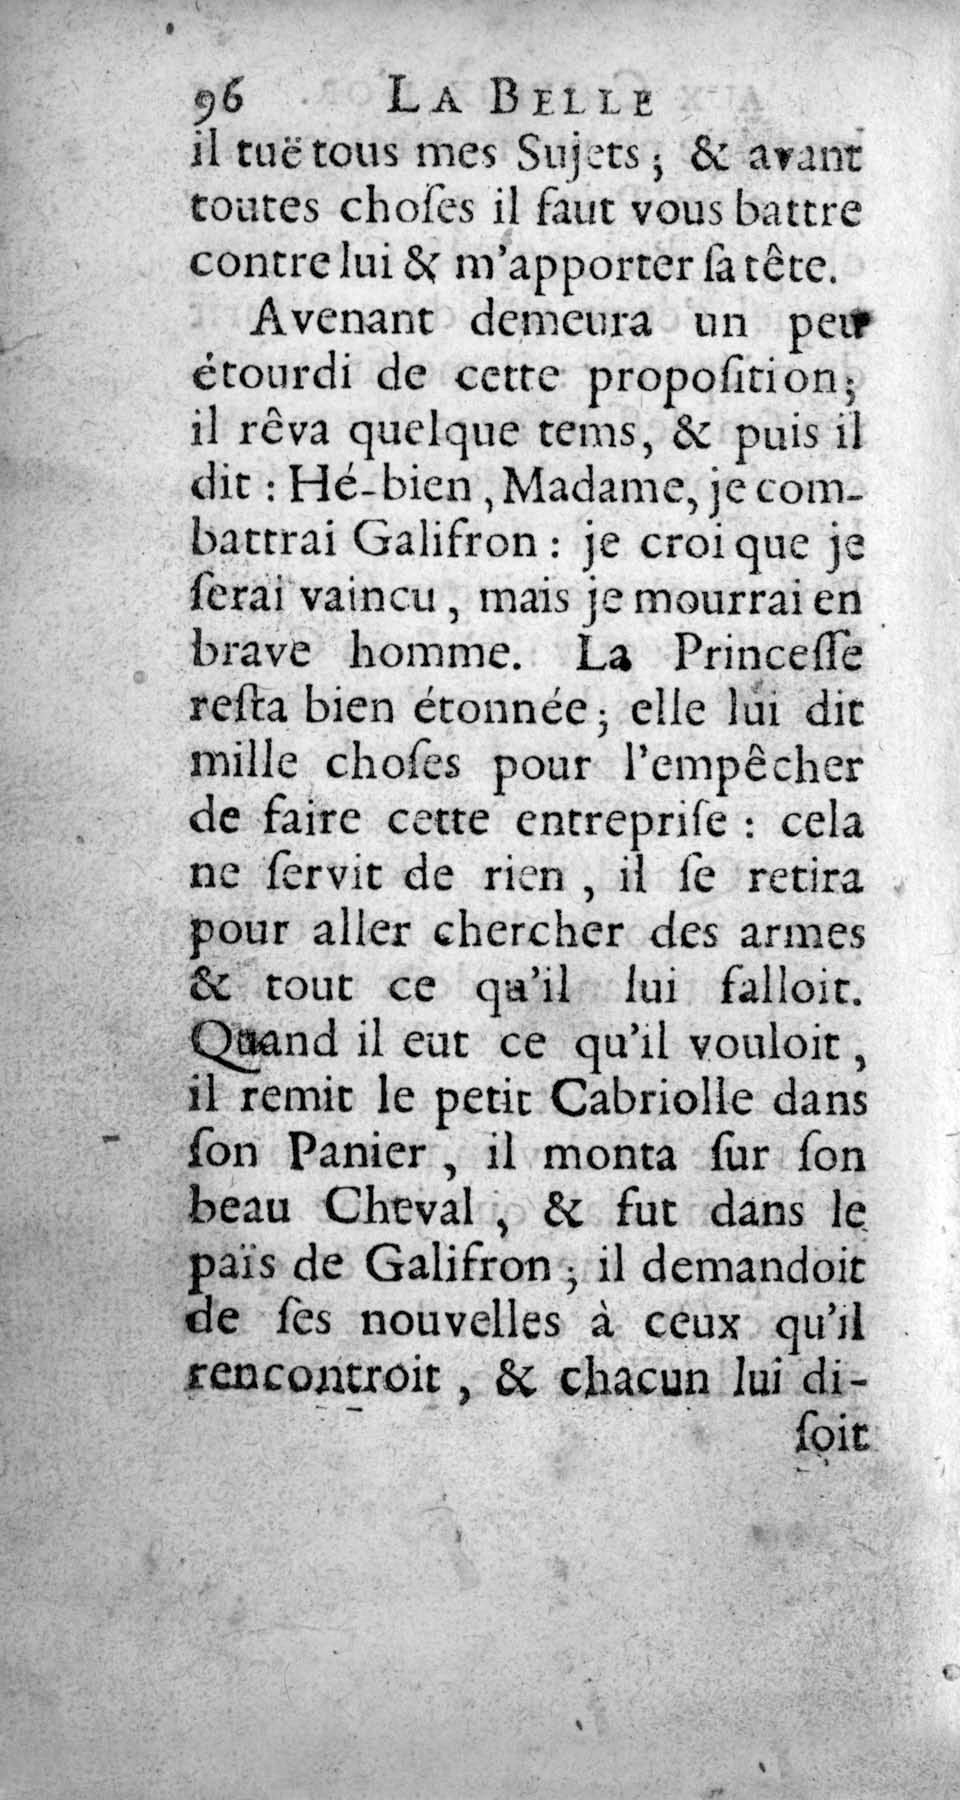 96 LA BELLE
il tuë tous mes Sujets ; & avant
toutes choſes il faut vous battre
contre lui & m'apporter ſa tête.
Avenant demeura un peu
étourdi de cette propoſition ;
il rêva quelque tems, & puis il
dit : Hé-bien , Madame, je com-
battrai Galifron : je croi que je
ſerai vaincu , mais je mourrai en
brave homme. La Princeſſe
reſta bien étonnée ; elle lui dit
mille choſes pour l'empêcher
de faire cette entrepriſe : cela
ne ſervit de rien , il ſe retira
pour aller chercher des armes
& tout ce qu'il lui falloit.
Quand il eut ce qu'il vouloit ,
il remit le petit Cabriolle dans
ſon Panier , il monta ſur ſon
beau Cheval , & fut dans le
païs de Galifron ; il demandoit
de ſes nouvelles à ceux qu'il
rencontroit , & chacun lui di-
ſoit